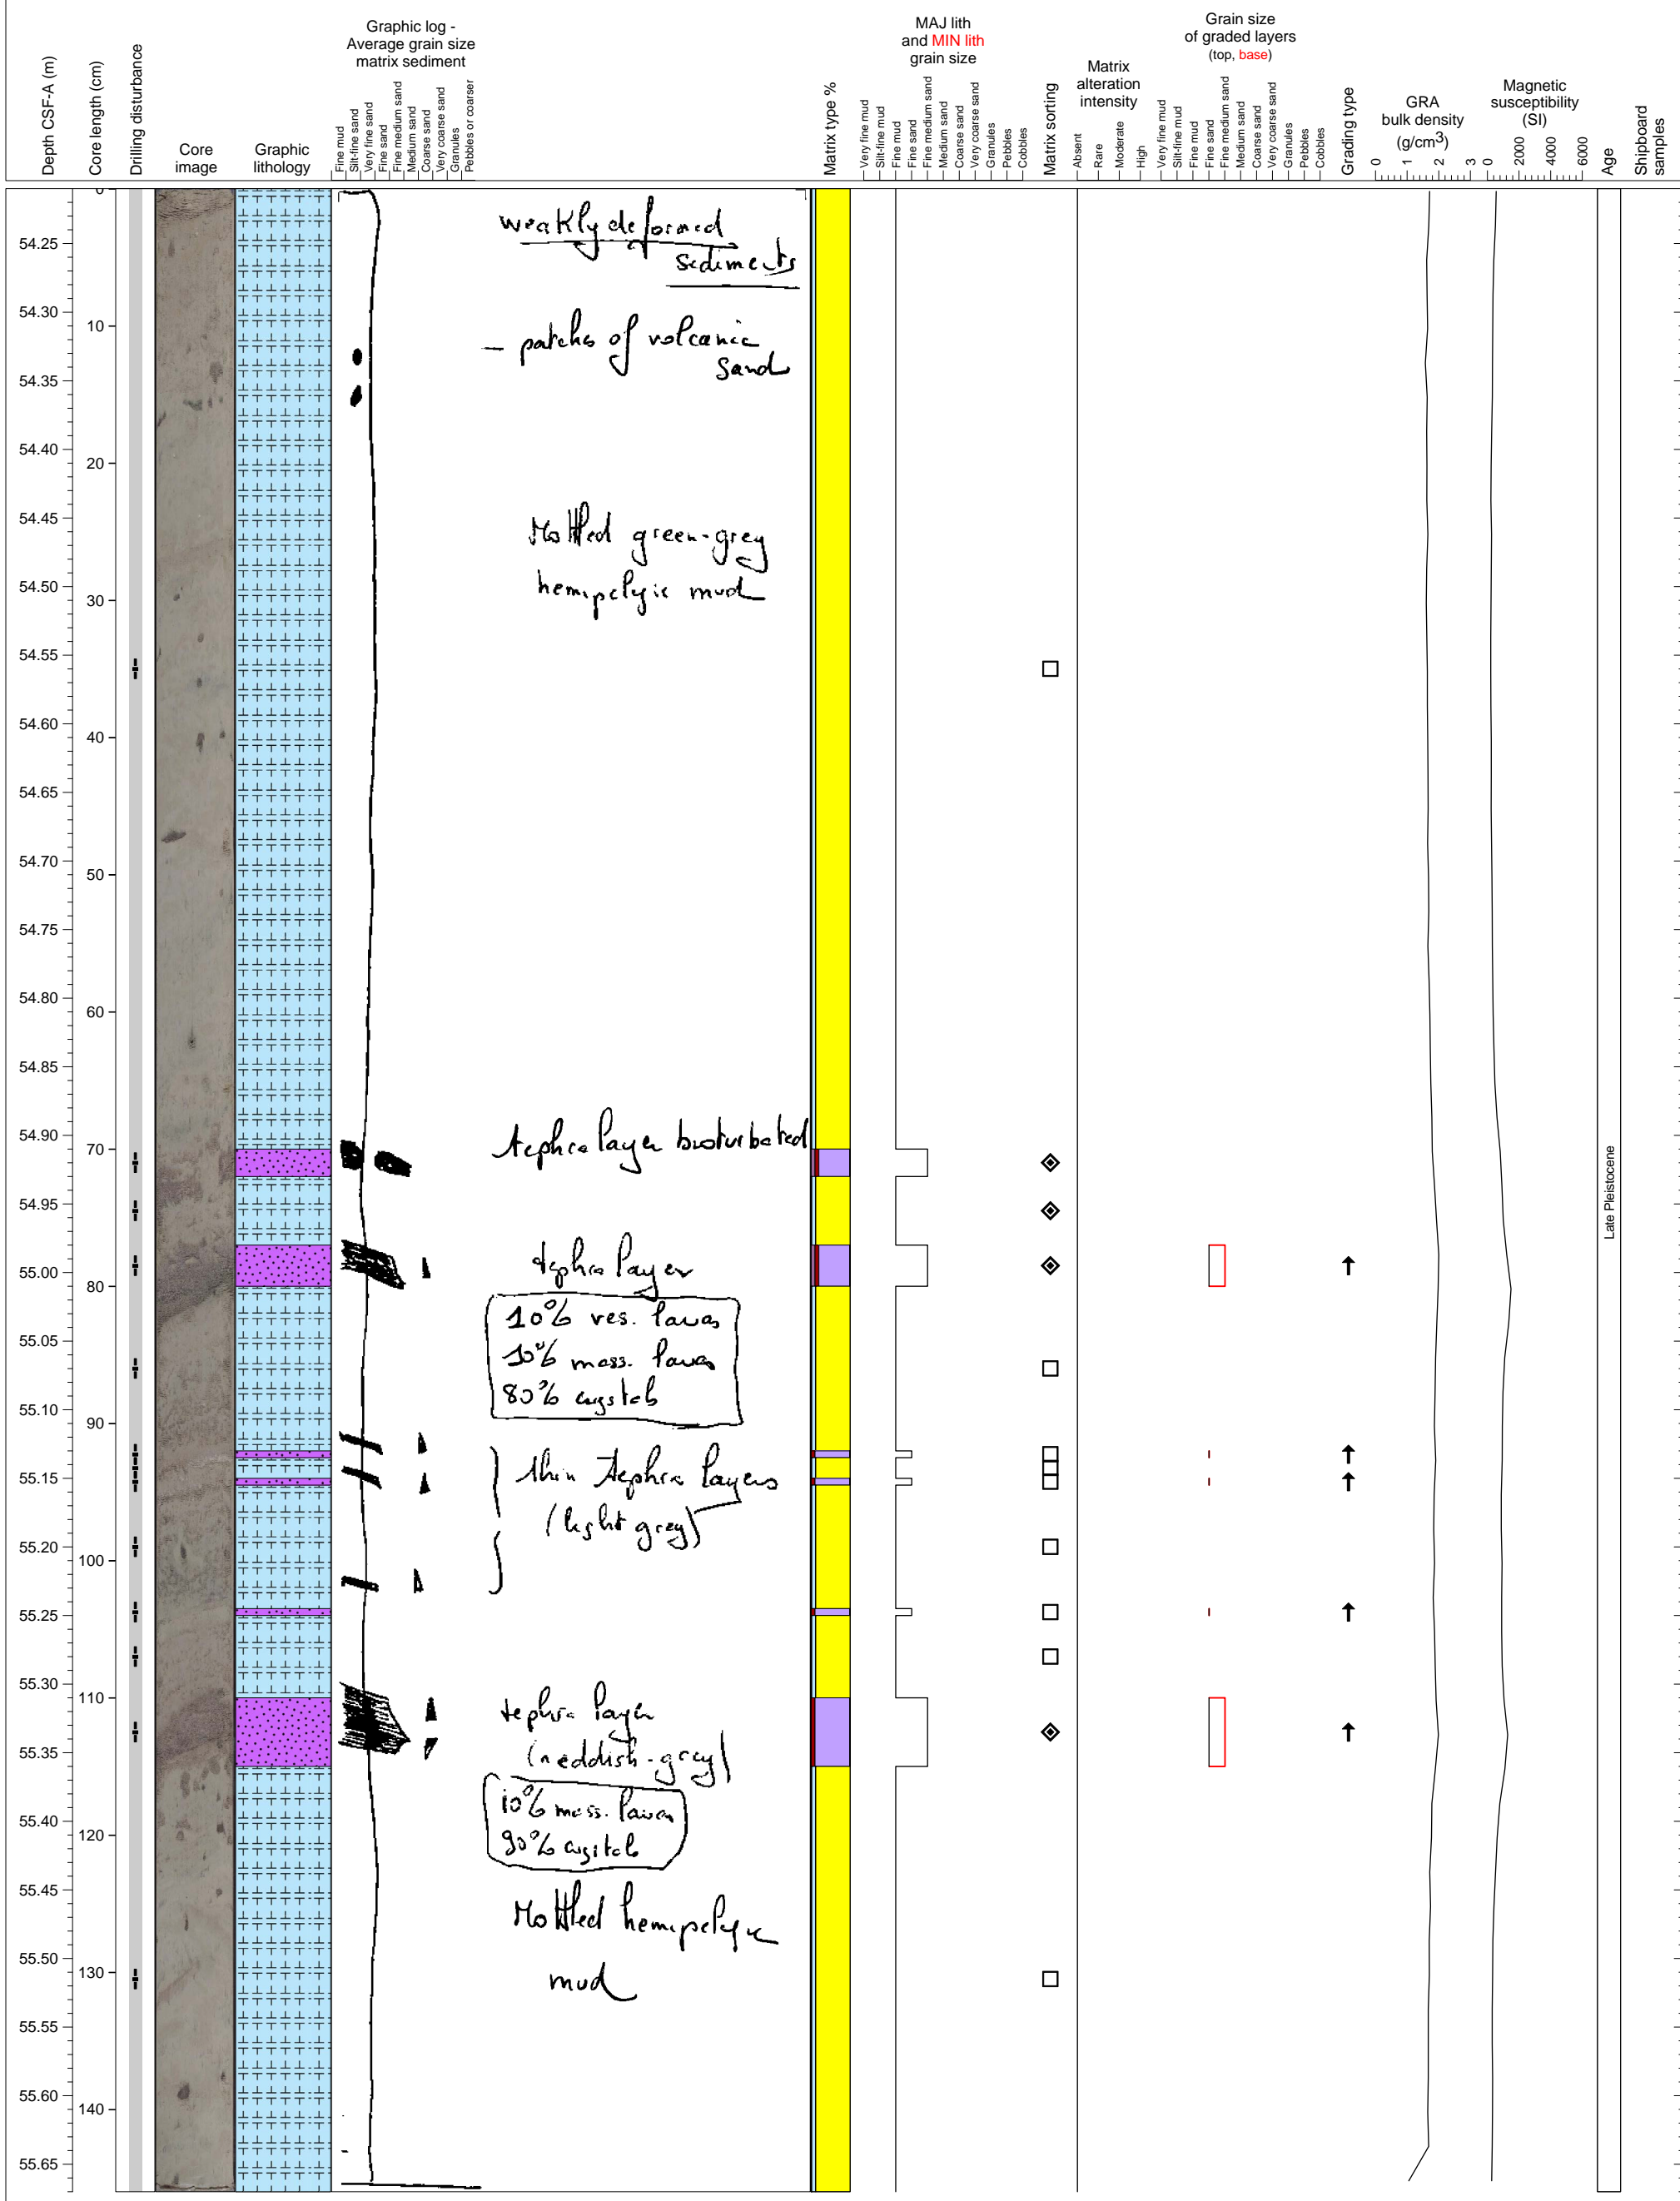 Depth CSF-A (m)
Core length (cm)
Drilling disturbance
Core
image
Graphic
lithology
Graphic log -
Average grain size
matrix sediment
Fine mud
Silt-fine sand
Very fine sand
Fine sand
Fine medium sand
Medium sand
Coarse sand
Very coarse sand
Granules
Pebbles or coarser
Matrix type %
MAJ lith
and MIN lith
grain size
Very fine mud
Silt-fine mud
Fine mud
Fine sand
Fine medium sand
Medium sand
Coarse sand
Very coarse sand
Granules
Pebbles
Cobbles
Matrix sorting
Matrix
alteration
intensity
Absent
Rare
Moderate
High
Grain size
of graded layers
(top, base)
Very fine mud
Silt-fine mud
Fine mud
Fine sand
Fine medium sand
Medium sand
Coarse sand
Very coarse sand
Granules
Pebbles
Cobbles
Grading type
GRA
bulk density
(g/cm3)
0 1 2 3
Magnetic
susceptibility
(SI)
0 2000 4000 6000
Age
Shipboard
samples
54.25
54.30
54.35
54.40
54.45
54.50
54.55
54.60
54.65
54.70
54.75
54.80
54.85
54.90
54.95
55.00
55.05
55.10
55.15
55.20
55.25
55.30
55.35
55.40
55.45
55.50
55.55
55.60
55.65
0
10
20
30
40
50
60
70
80
90
100
110
120
130
140
weakly deformed
sediments
- patches of volcanic
sand
Mottled green-grey
hemipelagic mud
tephra layer bioturbated
tephra layer
10% ves. lavas
10% mass. lavas
80% crystals
thin tephra layers
(light grey)
tephra layer
(reddish-grey)
10% mass. lavas
90% crystals
Mottled hemipelagic
mud
Late Pleistocene